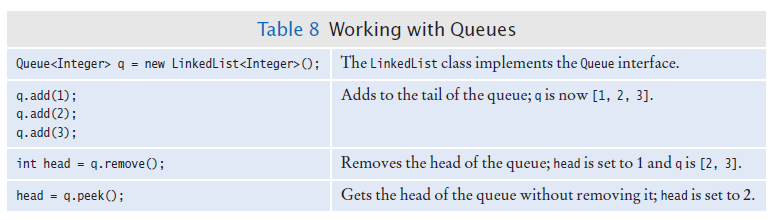 Table 8 Working with Queues
Queue<Integer> q = new LinkedList<Integer>(); The LinkedList class implements the Queue interface.
q.add(1); Adds to the tail of the queue; q is now [1, 2, 3].
q.add(2);
q.add(3);
int head = q.remove(); Removes the head of the queue; head is set to 1 and q is [2, 3].
head = q.peek(); Gets the head of the queue without removing it; head is set to 2.